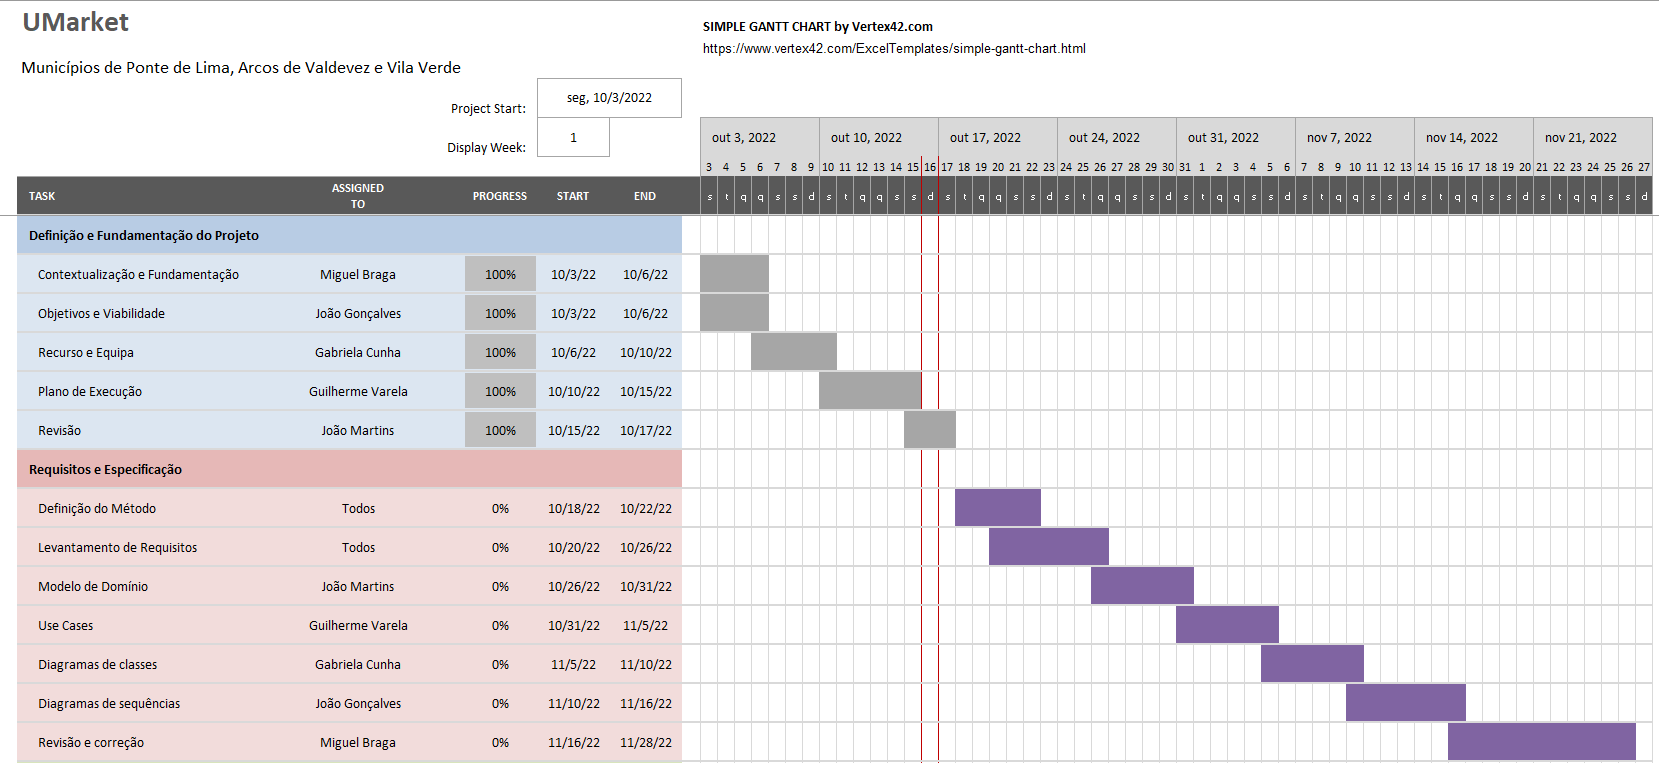 UMarket
SIMPLE GANTT CHART by Vertex42.com
https://www.vertex42.com/ExcelTemplates/simple-gantt-chart.html
Municípios de Ponte de Lima, Arcos de Valdevez e Vila Verde
Project Start: seg, 10/3/2022
Display Week: 1
out 3, 2022 out 10, 2022 out 17, 2022 out 24, 2022 out 31, 2022 nov 7, 2022 nov 14, 2022 nov 21, 2022
3 4 5 6 7 8 9 10 11 12 13 14 15 16 17 18 19 20 21 22 23 24 25 26 27 28 29 30 31 1 2 3 4 5 6 7 8 9 10 11 12 13 14 15 16 17 18 19 20 21 22 23 24 25 26 27
TASK ASSIGNED TO PROGRESS START END s t q q s s d s t q q s s d s t q q s s d s t q q s s d s t q q s s d s t q q s s d s t q q s s d s t q q s s d
Definição e Fundamentação do Projeto
Contextualização e Fundamentação Miguel Braga 100% 10/3/22 10/6/22
Objetivos e Viabilidade João Gonçalves 100% 10/3/22 10/6/22
Recurso e Equipa Gabriela Cunha 100% 10/6/22 10/10/22
Plano de Execução Guilherme Varela 100% 10/10/22 10/15/22
Revisão João Martins 100% 10/15/22 10/17/22
Requisitos e Especificação
Definição do Método Todos 0% 10/18/22 10/22/22
Levantamento de Requisitos Todos 0% 10/20/22 10/26/22
Modelo de Domínio João Martins 0% 10/26/22 10/31/22
Use Cases Guilherme Varela 0% 10/31/22 11/5/22
Diagramas de classes Gabriela Cunha 0% 11/5/22 11/10/22
Diagramas de sequências João Gonçalves 0% 11/10/22 11/16/22
Revisão e correção Miguel Braga 0% 11/16/22 11/28/22